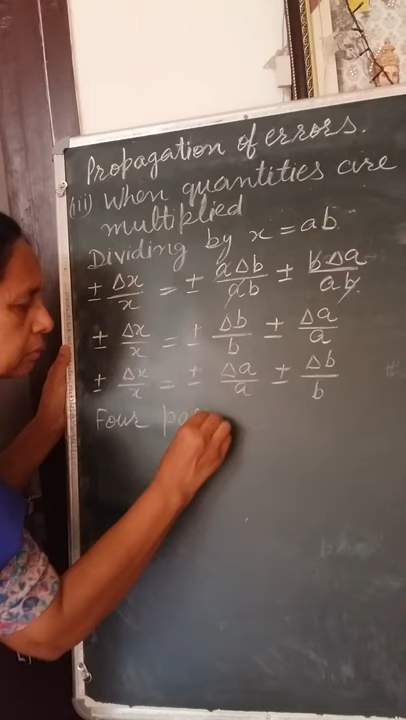 Propagation of errors.
(iii) When quantities are
multiplied
Dividing by x = ab
± Δx/x = ± aΔb/ab ± bΔa/ab
± Δx/x = ± Δb/b ± Δa/a
± Δx/x = ± Δa/a ± Δb/b
Four po